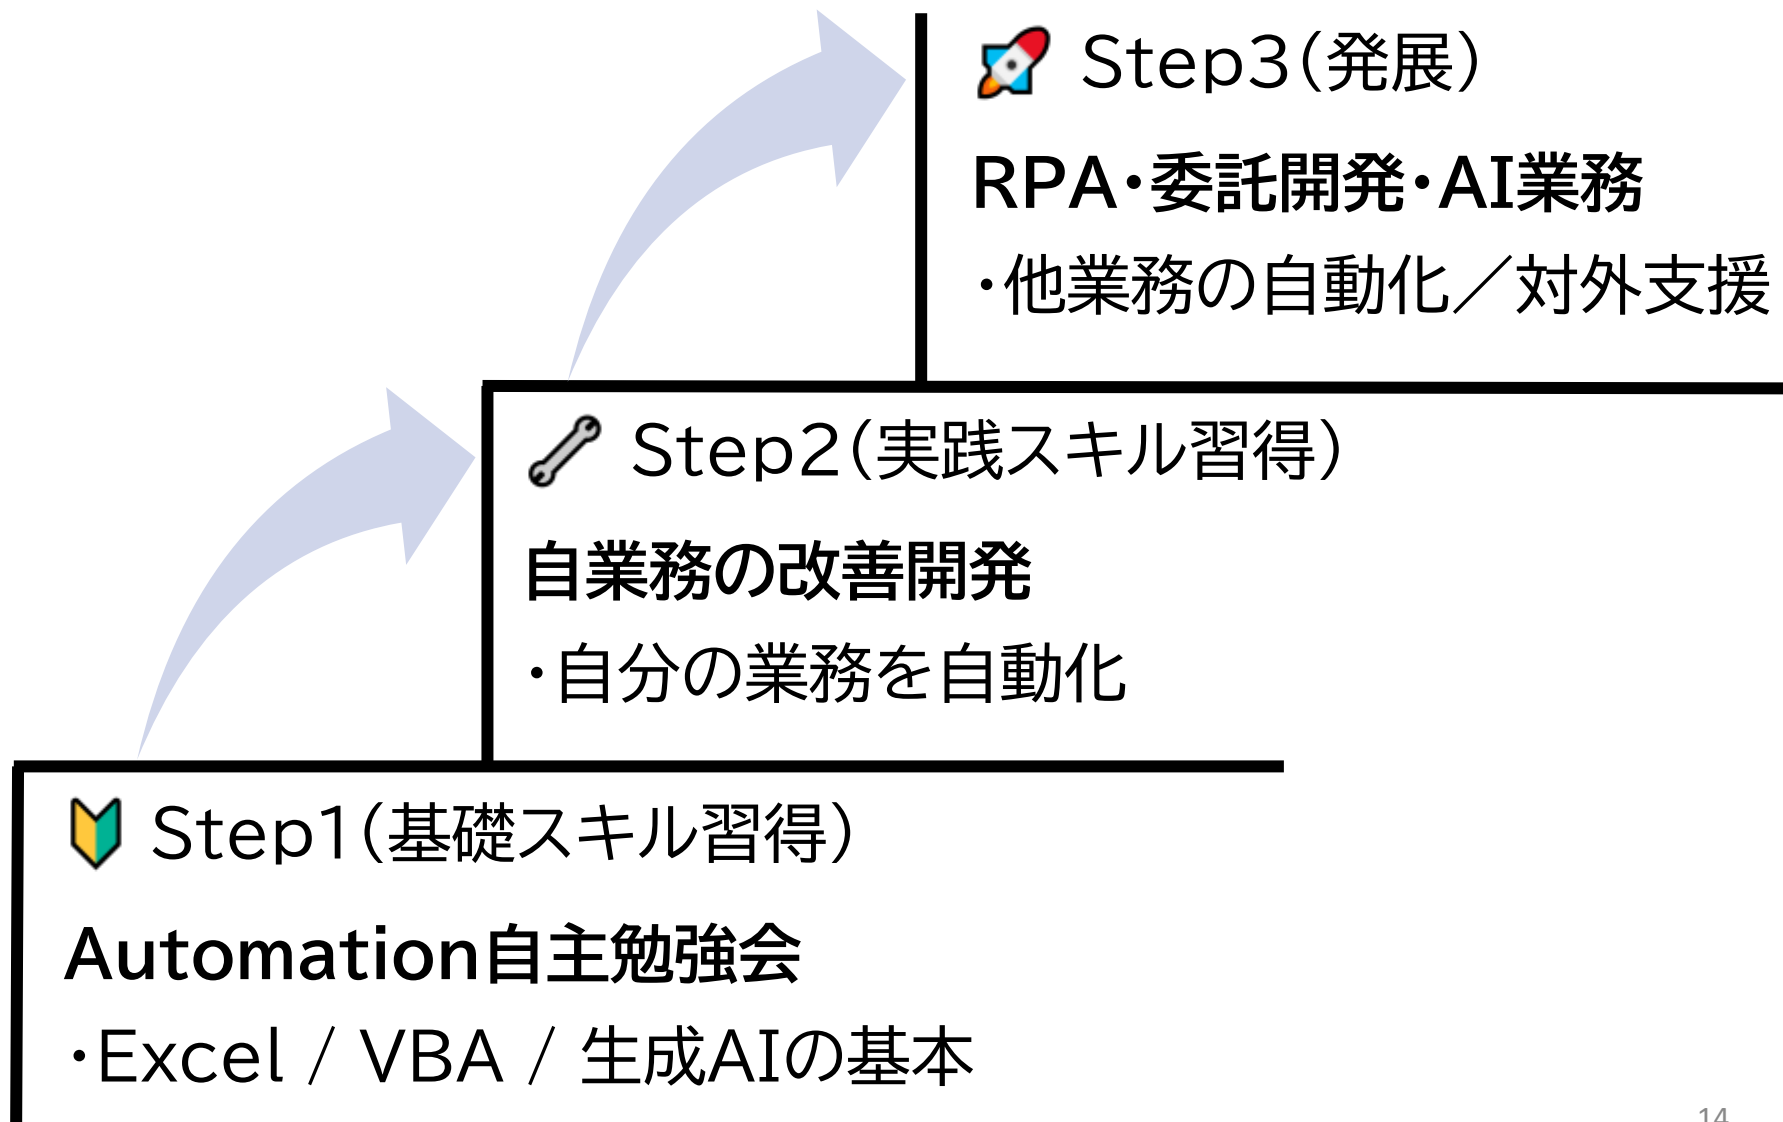 🚀 Step3（発展）
RPA・委託開発・AI業務
・他業務の自動化／対外支援
🔧 Step2（実践スキル習得）
自業務の改善開発
・自分の業務を自動化
🔰 Step1（基礎スキル習得）
Automation自主勉強会
・Excel / VBA / 生成AIの基本
14